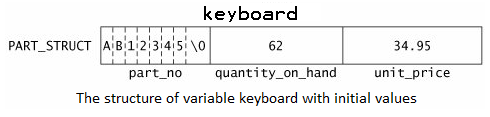 keyboard
PART_STRUCT A B 1 2 3 4 5 \0 62 34.95
part_no quantity_on_hand unit_price
The structure of variable keyboard with initial values